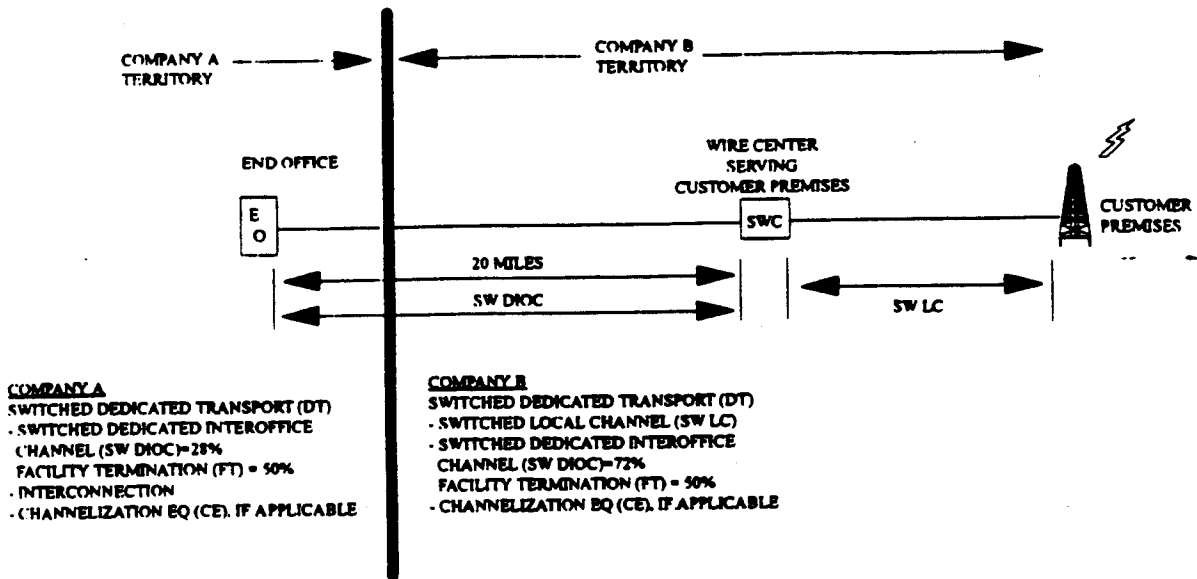 COMPANY A
TERRITORY
COMPANY B
TERRITORY
END OFFICE
WIRE CENTER
SERVING
CUSTOMER PREMISES
E
O
SWC
CUSTOMER
PREMISES
20 MILES
SW DIOC
SW LC
COMPANY A
SWITCHED DEDICATED TRANSPORT (DT)
- SWITCHED DEDICATED INTEROFFICE
CHANNEL (SW DIOC)=28%
FACILITY TERMINATION (FT) = 50%
- INTERCONNECTION
- CHANNELIZATION EQ (CE), IF APPLICABLE
COMPANY B
SWITCHED DEDICATED TRANSPORT (DT)
- SWITCHED LOCAL CHANNEL (SW LC)
- SWITCHED DEDICATED INTEROFFICE
CHANNEL (SW DIOC)=72%
FACILITY TERMINATION (FT) = 50%
- CHANNELIZATION EQ (CE), IF APPLICABLE